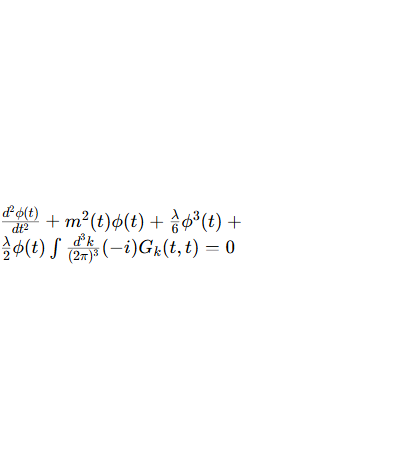 \frac{d^2\phi(t)}{dt^2} + m^2(t)\phi(t) + \frac{\lambda}{6}\phi^3(t) +
\frac{\lambda}{2}\phi(t) \int \frac{d^3k}{(2\pi)^3}(-i)G_k(t,t) = 0